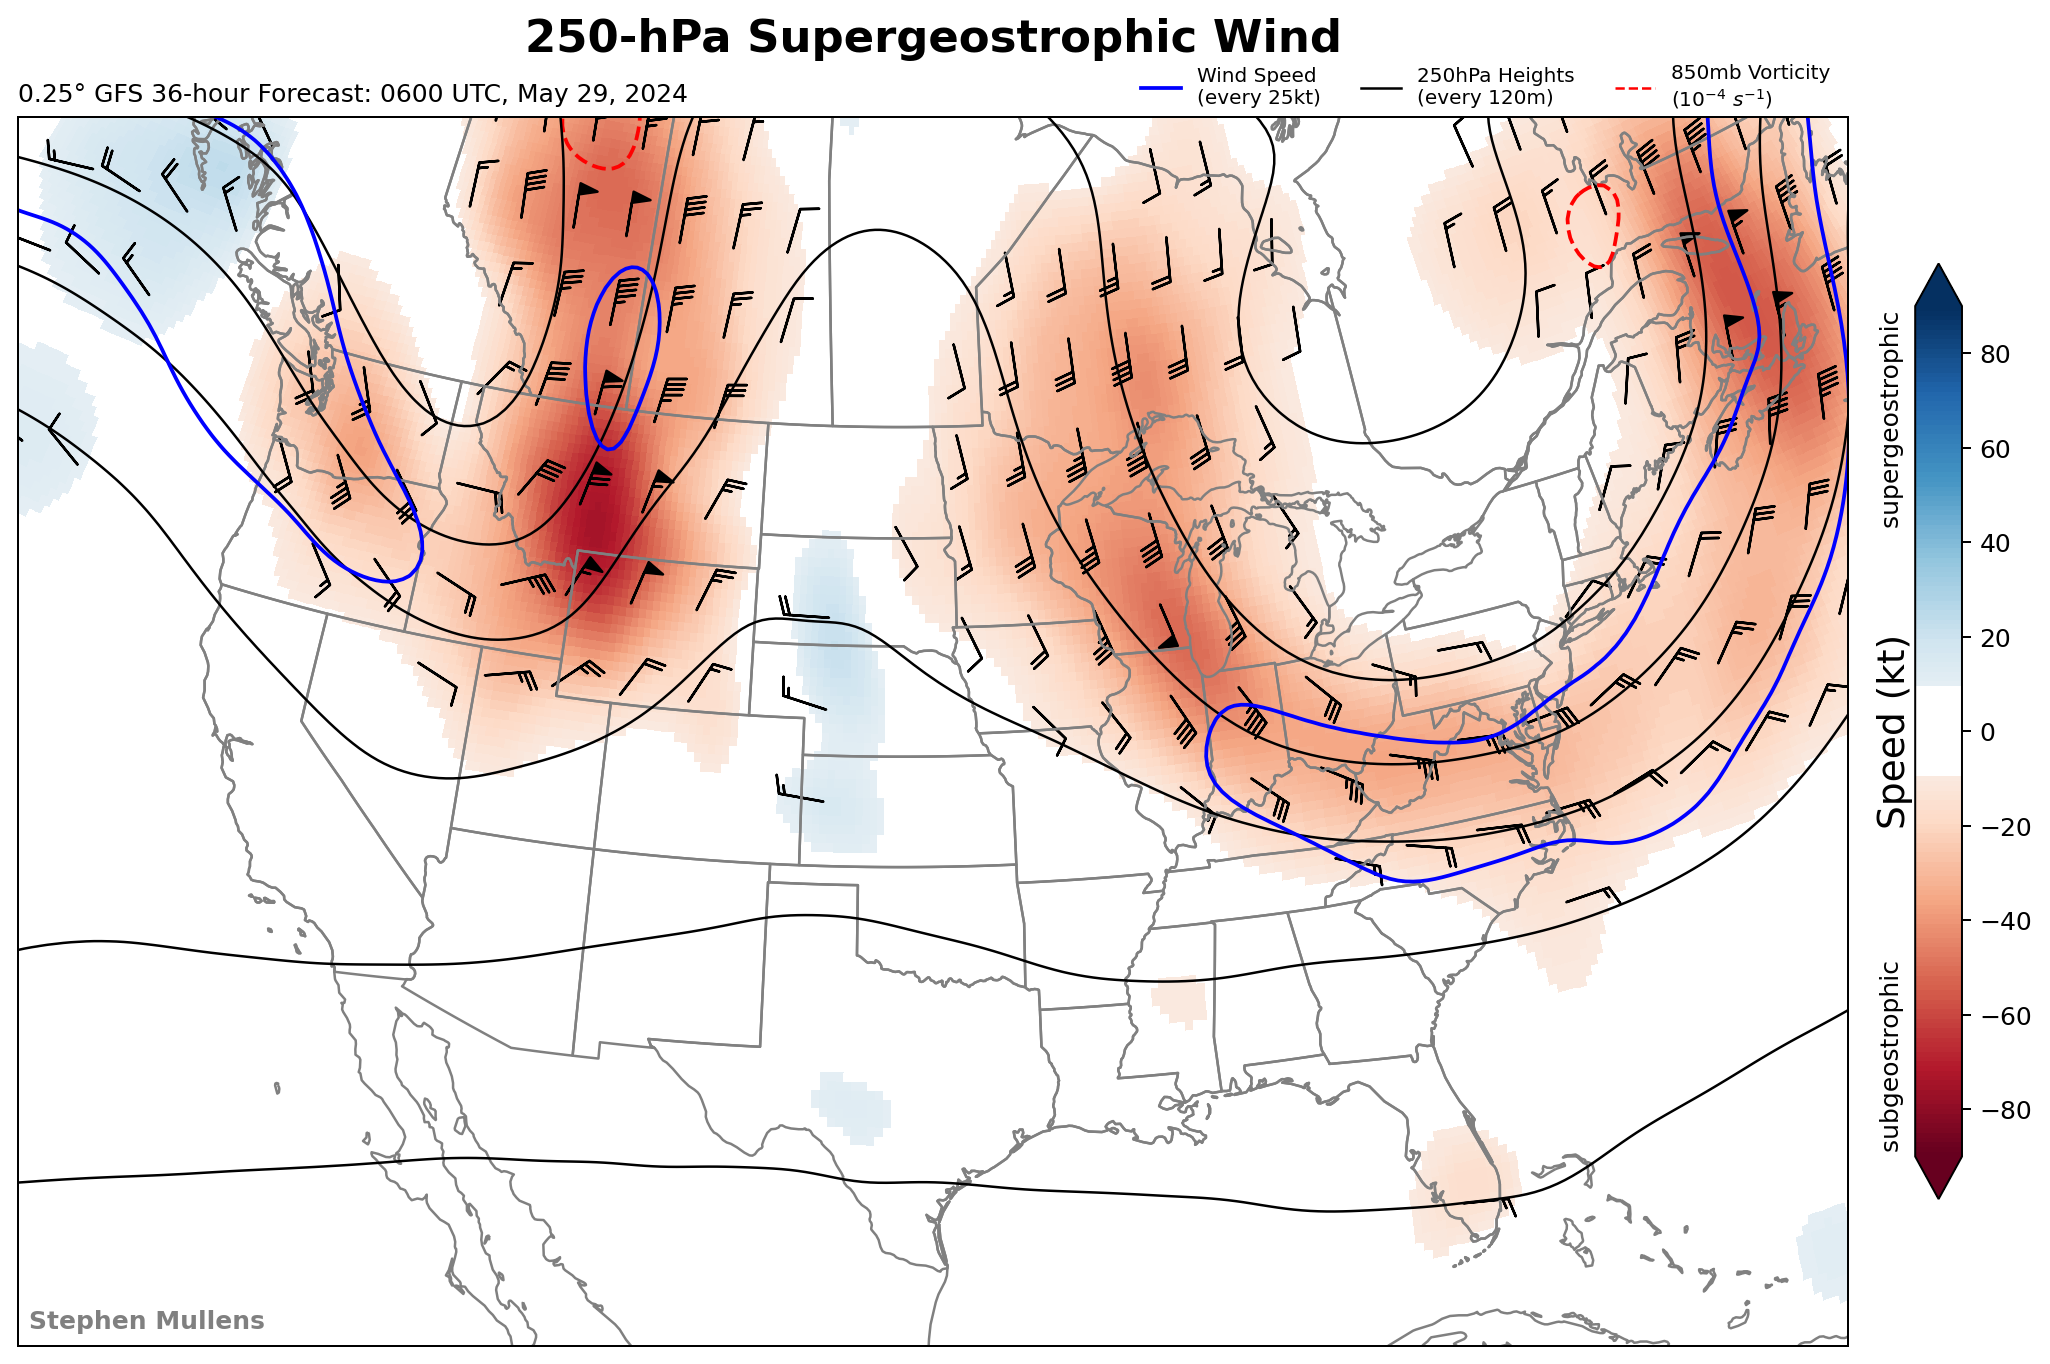 250-hPa Supergeostrophic Wind
0.25° GFS 36-hour Forecast: 0600 UTC, May 29, 2024
Wind Speed
(every 25kt)
250hPa Heights
(every 120m)
850mb Vorticity
(10⁻⁴ s⁻¹)
supergeostrophic
Speed (kt)
subgeostrophic
80
60
40
20
0
−20
−40
−60
−80
Stephen Mullens